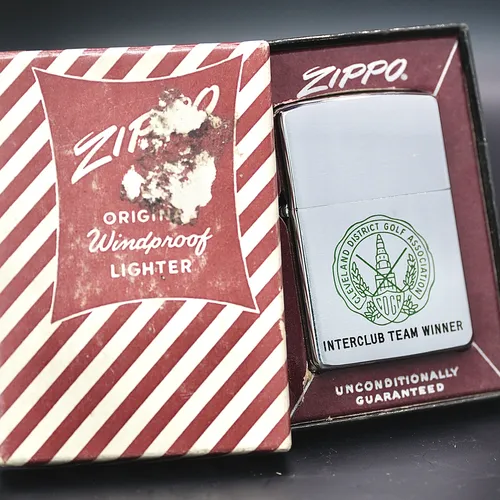 ZIPPO
ORIGINAL
Windproof
LIGHTER
ZIPPO
CLEVELAND DISTRICT GOLF ASSOCIATION
CDGA
INTERCLUB TEAM WINNER
UNCONDITIONALLY
GUARANTEED